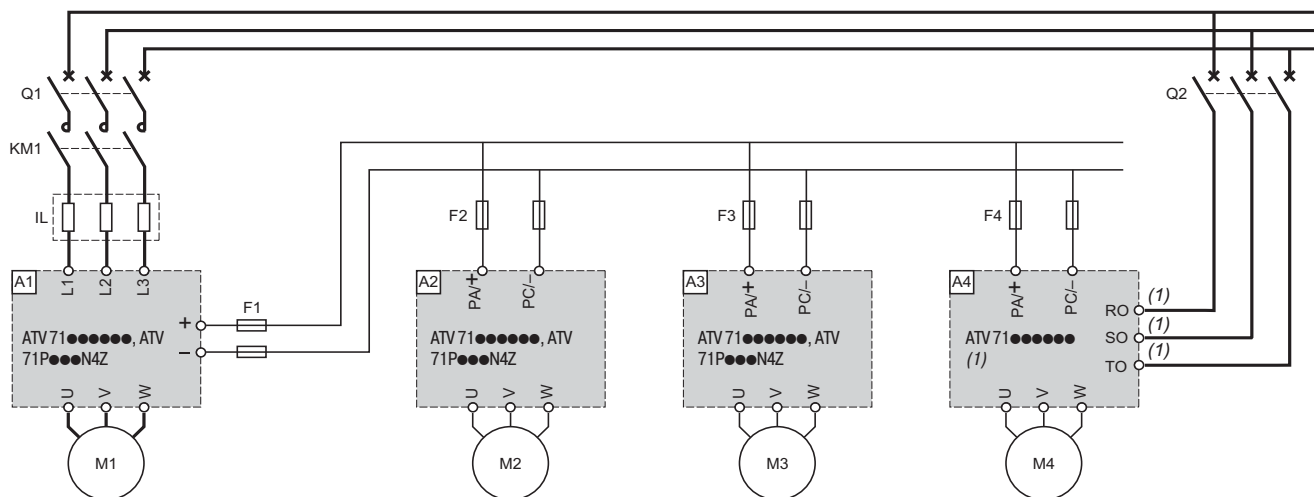 Q1
Q2
KM1
IL
F2
F3
F4
A1
L1
L2
L3
+
−
F1
ATV 71●●●●●●, ATV
71P●●●N4Z
U
V
W
M1
A2
PA/+
PC/−
ATV 71●●●●●●, ATV
71P●●●N4Z
U
V
W
M2
A3
PA/+
PC/−
ATV 71●●●●●●, ATV
71P●●●N4Z
U
V
W
M3
A4
PA/+
PC/−
ATV 71●●●●●●
(1)
RO (1)
SO (1)
TO (1)
U
V
W
M4